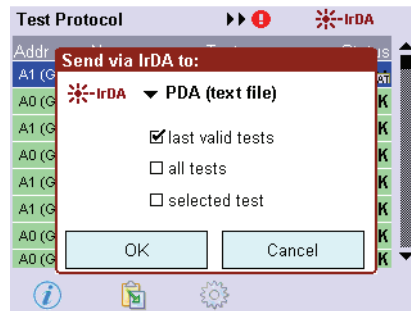 Test Protocol IrDA
Addr
Send via IrDA to:
A1 (G
IrDA PDA (text file)
A0 (G K
A1 (G last valid tests K
A0 (G all tests K
A1 (G K
A1 (G selected test K
A0 (G OK Cancel K
A0 (G K